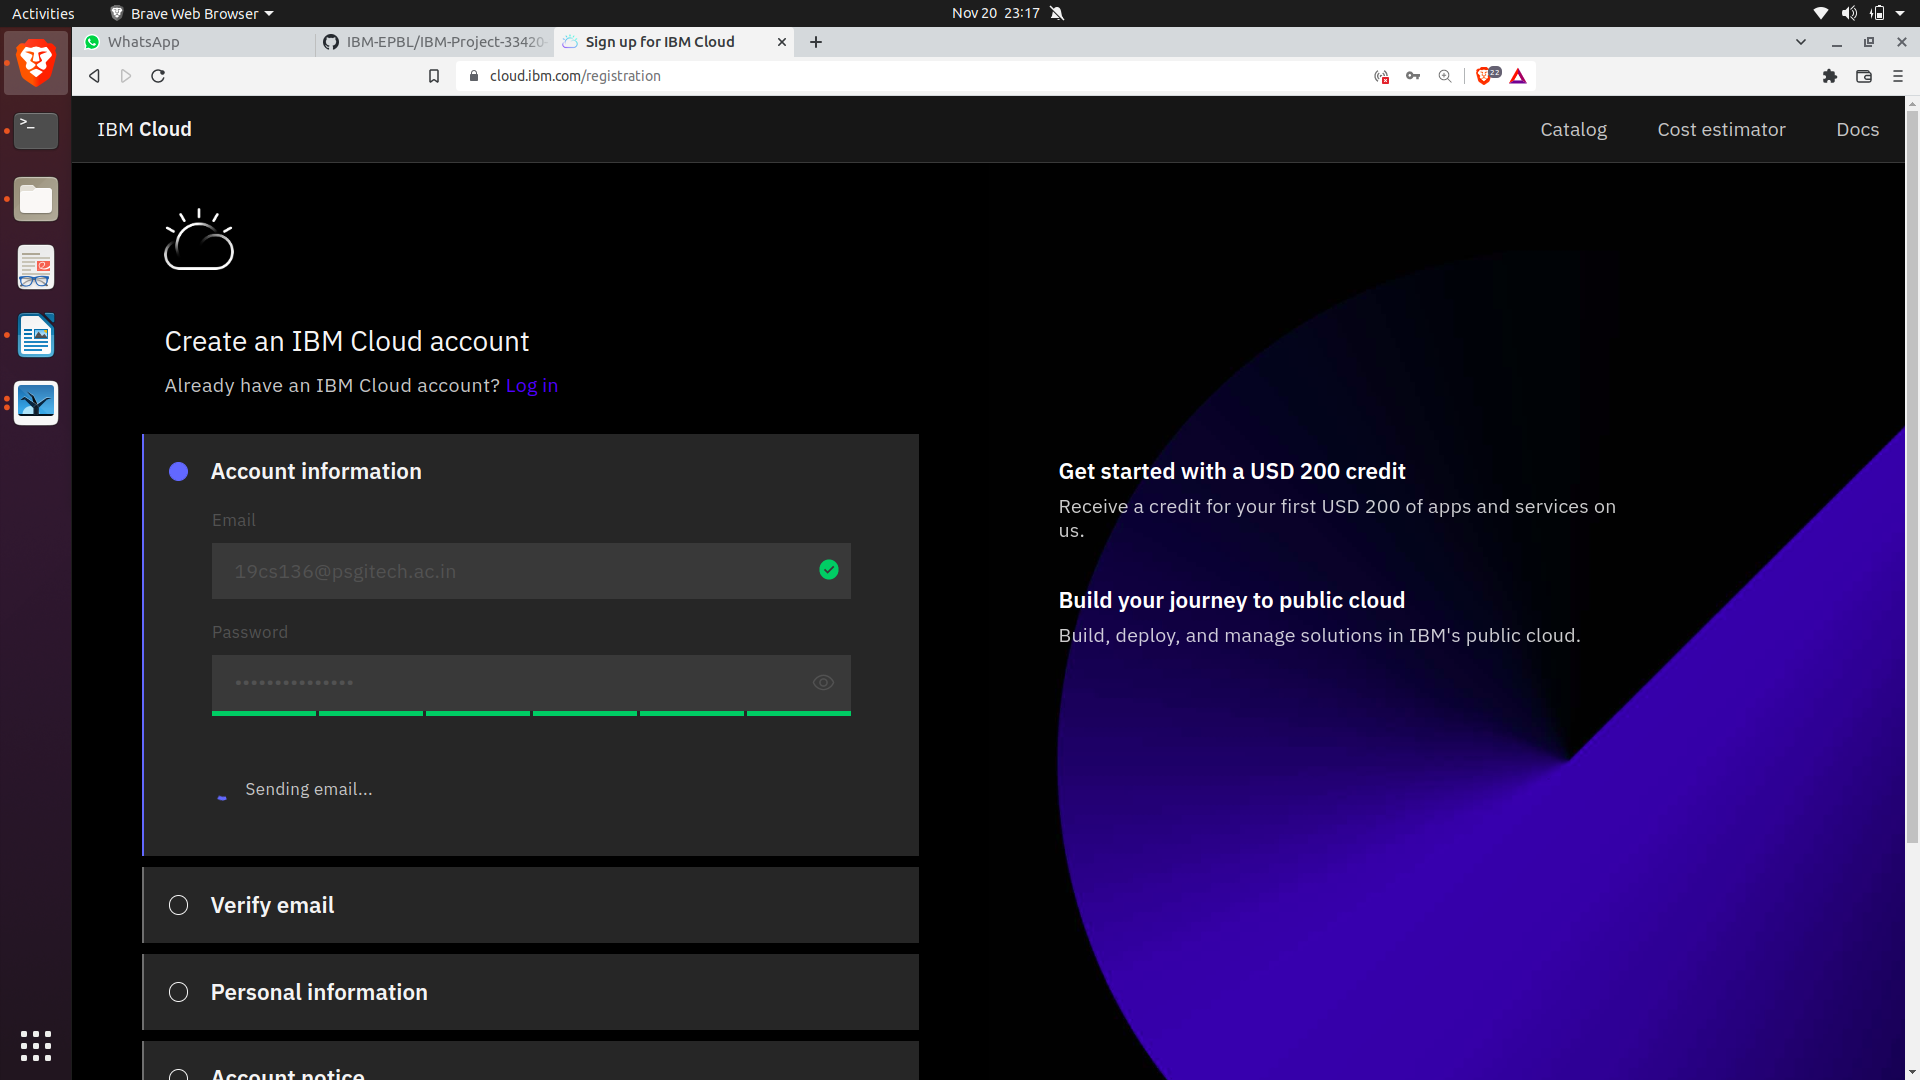 Activities
Brave Web Browser
Nov 20 23:17
WhatsApp
IBM-EPBL/IBM-Project-33420-
Sign up for IBM Cloud
cloud.ibm.com/registration
22
IBM Cloud
Catalog
Cost estimator
Docs
Create an IBM Cloud account
Already have an IBM Cloud account? Log in
Account information
Email
19cs136@psgitech.ac.in
Password
•••••••••••••••
Sending email...
Verify email
Personal information
Account notice
Get started with a USD 200 credit
Receive a credit for your first USD 200 of apps and services on
us.
Build your journey to public cloud
Build, deploy, and manage solutions in IBM's public cloud.